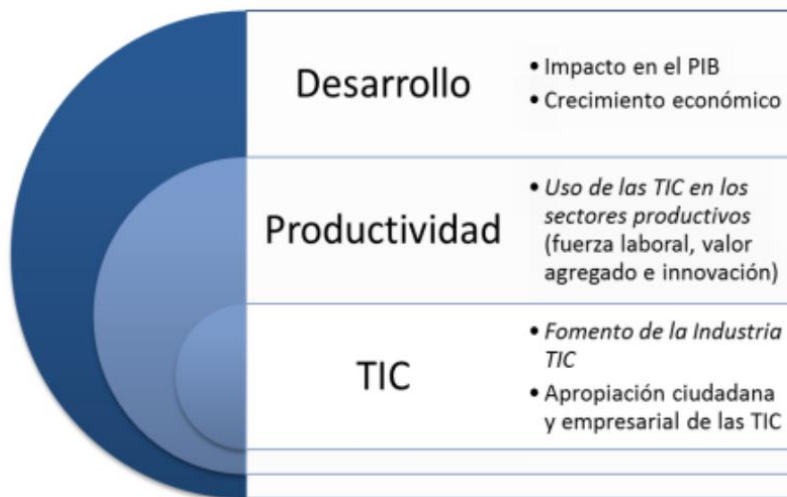 Desarrollo
• Impacto en el PIB
• Crecimiento económico
Productividad
• Uso de las TIC en los
sectores productivos
(fuerza laboral, valor
agregado e innovación)
TIC
• Fomento de la Industria
TIC
• Apropiación ciudadana
y empresarial de las TIC